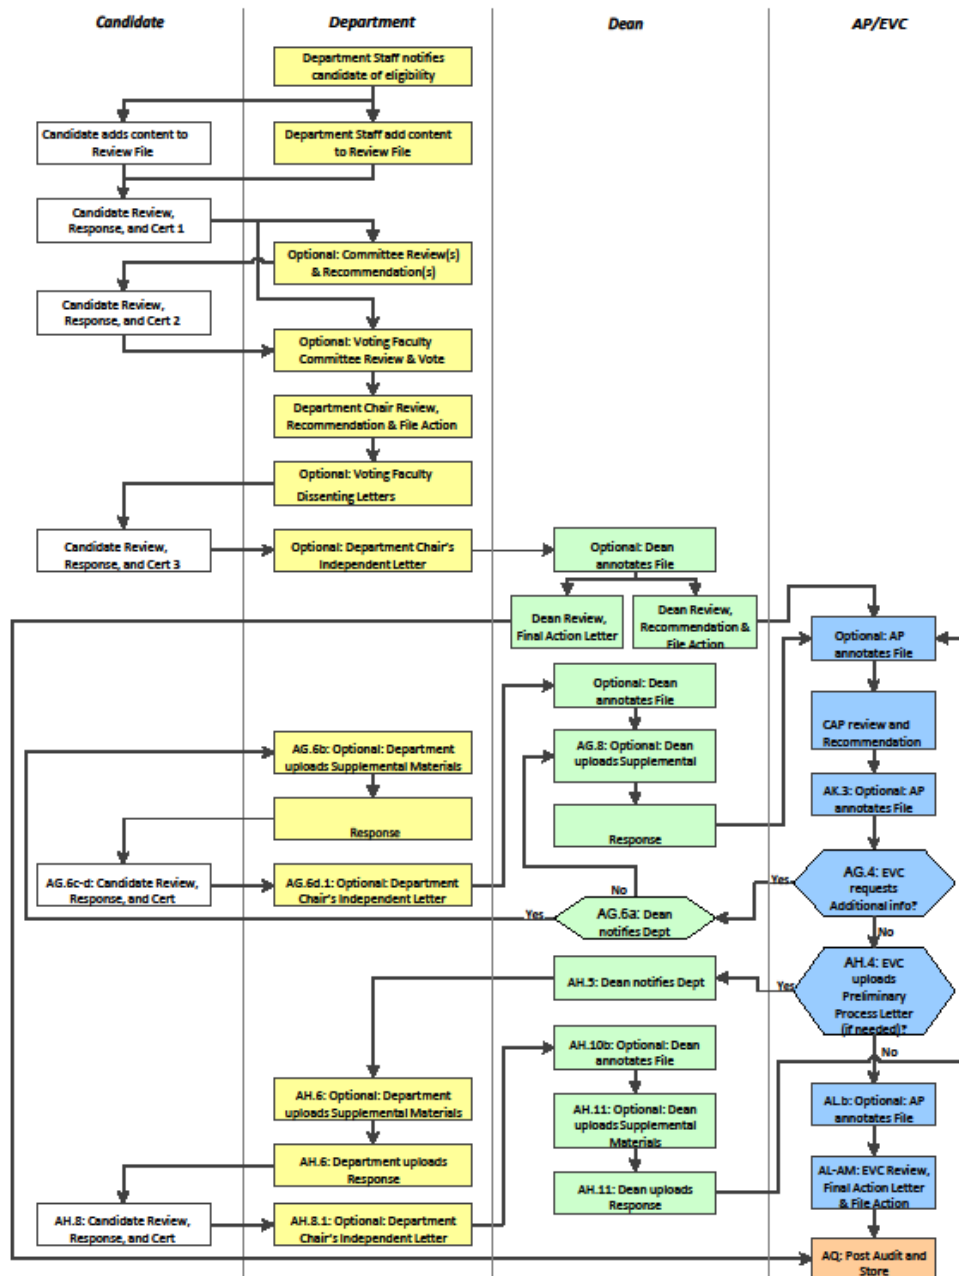 Candidate
Department
Dean
AP/EVC
Department Staff notifies
candidate of eligibility
Candidate adds content to
Review File
Department Staff add content
to Review File
Candidate Review,
Response, and Cert 1
Optional: Committee Review(s)
& Recommendation(s)
Candidate Review,
Response, and Cert 2
Optional: Voting Faculty
Committee Review & Vote
Department Chair Review,
Recommendation & File Action
Optional: Voting Faculty
Dissenting Letters
Candidate Review,
Response, and Cert 3
Optional: Department Chair's
Independent Letter
Optional: Dean
annotates File
Dean Review,
Final Action Letter
Dean Review,
Recommendation &
File Action
Optional: AP
annotates File
Optional: Dean
annotates File
CAP review and
Recommendation
AG.6b: Optional: Department
uploads Supplemental Materials
AG.8: Optional: Dean
uploads Supplemental
AK.3: Optional: AP
annotates File
Response
Response
AG.6c-d: Candidate Review,
Response, and Cert
AG.6d.1: Optional: Department
Chair's Independent Letter
No
Yes
AG.4: EVC
requests
Additional info?
Yes
AG.6a: Dean
notifies Dept
No
AH.5: Dean notifies Dept
Yes
AH.4: EVC
uploads
Preliminary
Process Letter
(if needed)?
No
AH.10b: Optional: Dean
annotates File
AH.6: Optional: Department
uploads Supplemental Materials
AH.11: Optional: Dean
uploads Supplemental
Materials
AL.b: Optional: AP
annotates File
AH.6: Department uploads
Response
AH.11: Dean uploads
Response
AL-AM: EVC Review,
Final Action Letter
& File Action
AH.8: Candidate Review,
Response, and Cert
AH.8.1: Optional: Department
Chair's Independent Letter
AQ: Post Audit and
Store